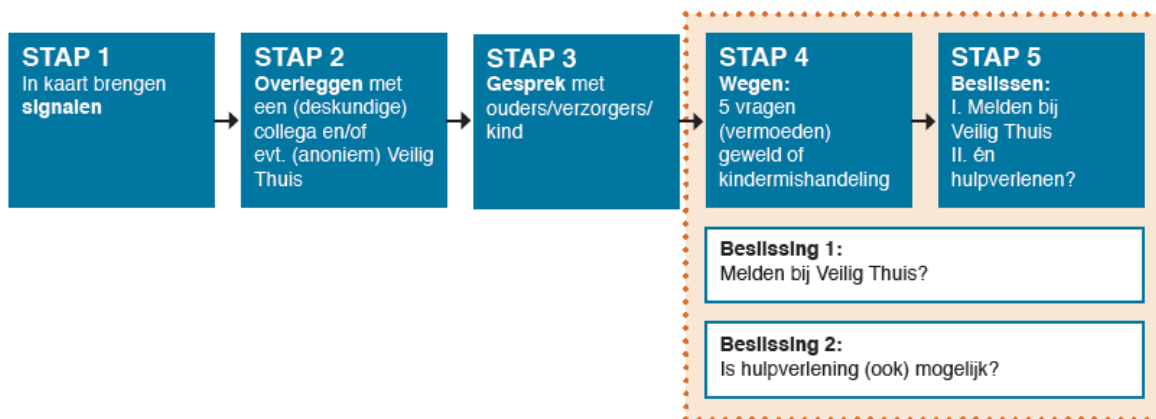 STAP 1
In kaart brengen
signalen
STAP 2
Overleggen met
een (deskundige)
collega en/of
evt. (anoniem) Veilig
Thuis
STAP 3
Gesprek met
ouders/verzorgers/
kind
STAP 4
Wegen:
5 vragen
(vermoeden)
geweld of
kindermishandeling
STAP 5
Beslissen:
I. Melden bij
Veilig Thuis
II. én
hulpverlenen?
Beslissing 1:
Melden bij Veilig Thuis?
Beslissing 2:
Is hulpverlening (ook) mogelijk?